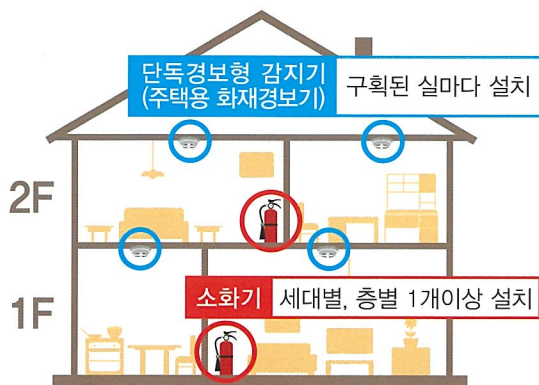 단독경보형 감지기
(주택용 화재경보기)
구획된 실마다 설치
2F
소화기 세대별, 층별 1개이상 설치
1F